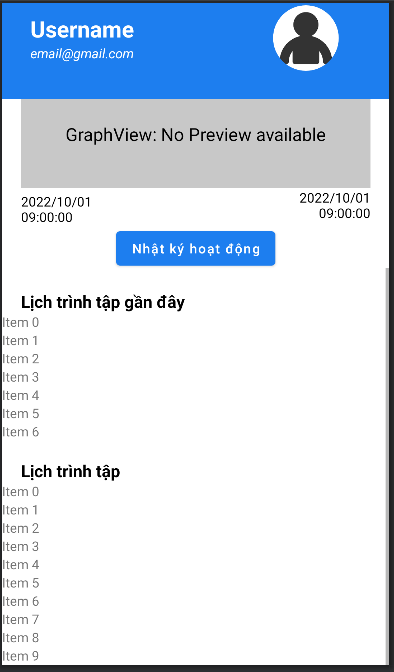 Username
email@gmail.com
GraphView: No Preview available
2022/10/01
09:00:00
2022/10/01
09:00:00
Nhật ký hoạt động
Lịch trình tập gần đây
Item 0
Item 1
Item 2
Item 3
Item 4
Item 5
Item 6
Lịch trình tập
Item 0
Item 1
Item 2
Item 3
Item 4
Item 5
Item 6
Item 7
Item 8
Item 9